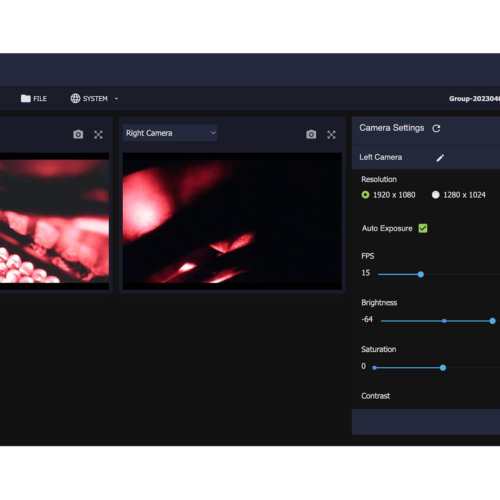 FILE
SYSTEM
Group-202304
Right Camera
Camera Settings
Left Camera
Resolution
1920 x 1080
1280 x 1024
Auto Exposure
FPS
15
Brightness
-64
Saturation
0
Contrast